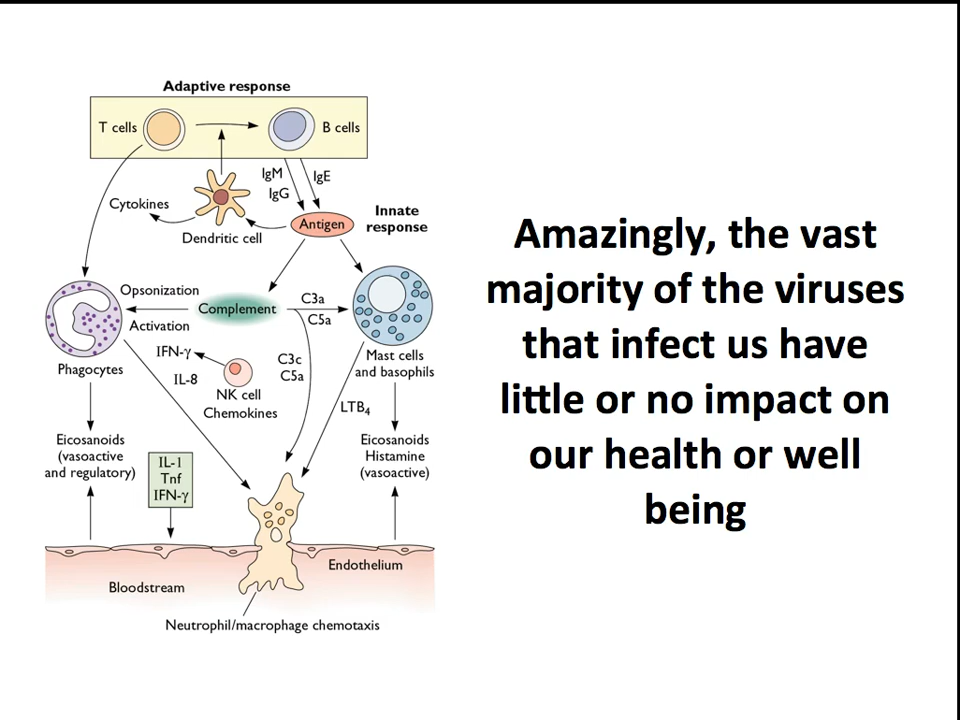 Adaptive response
T cells
B cells
IgM
IgE
IgG
Cytokines
Dendritic cell
Antigen
Innate
response
Opsonization
Complement
C3a
C5a
Activation
Phagocytes
IFN-γ
IL-8
NK cell
Chemokines
C3c
C5a
Mast cells
and basophils
LTB4
Eicosanoids
(vasoactive
and regulatory)
IL-1
Tnf
IFN-γ
Eicosanoids
Histamine
(vasoactive)
Endothelium
Bloodstream
Neutrophil/macrophage chemotaxis
Amazingly, the vast
majority of the viruses
that infect us have
little or no impact on
our health or well
being